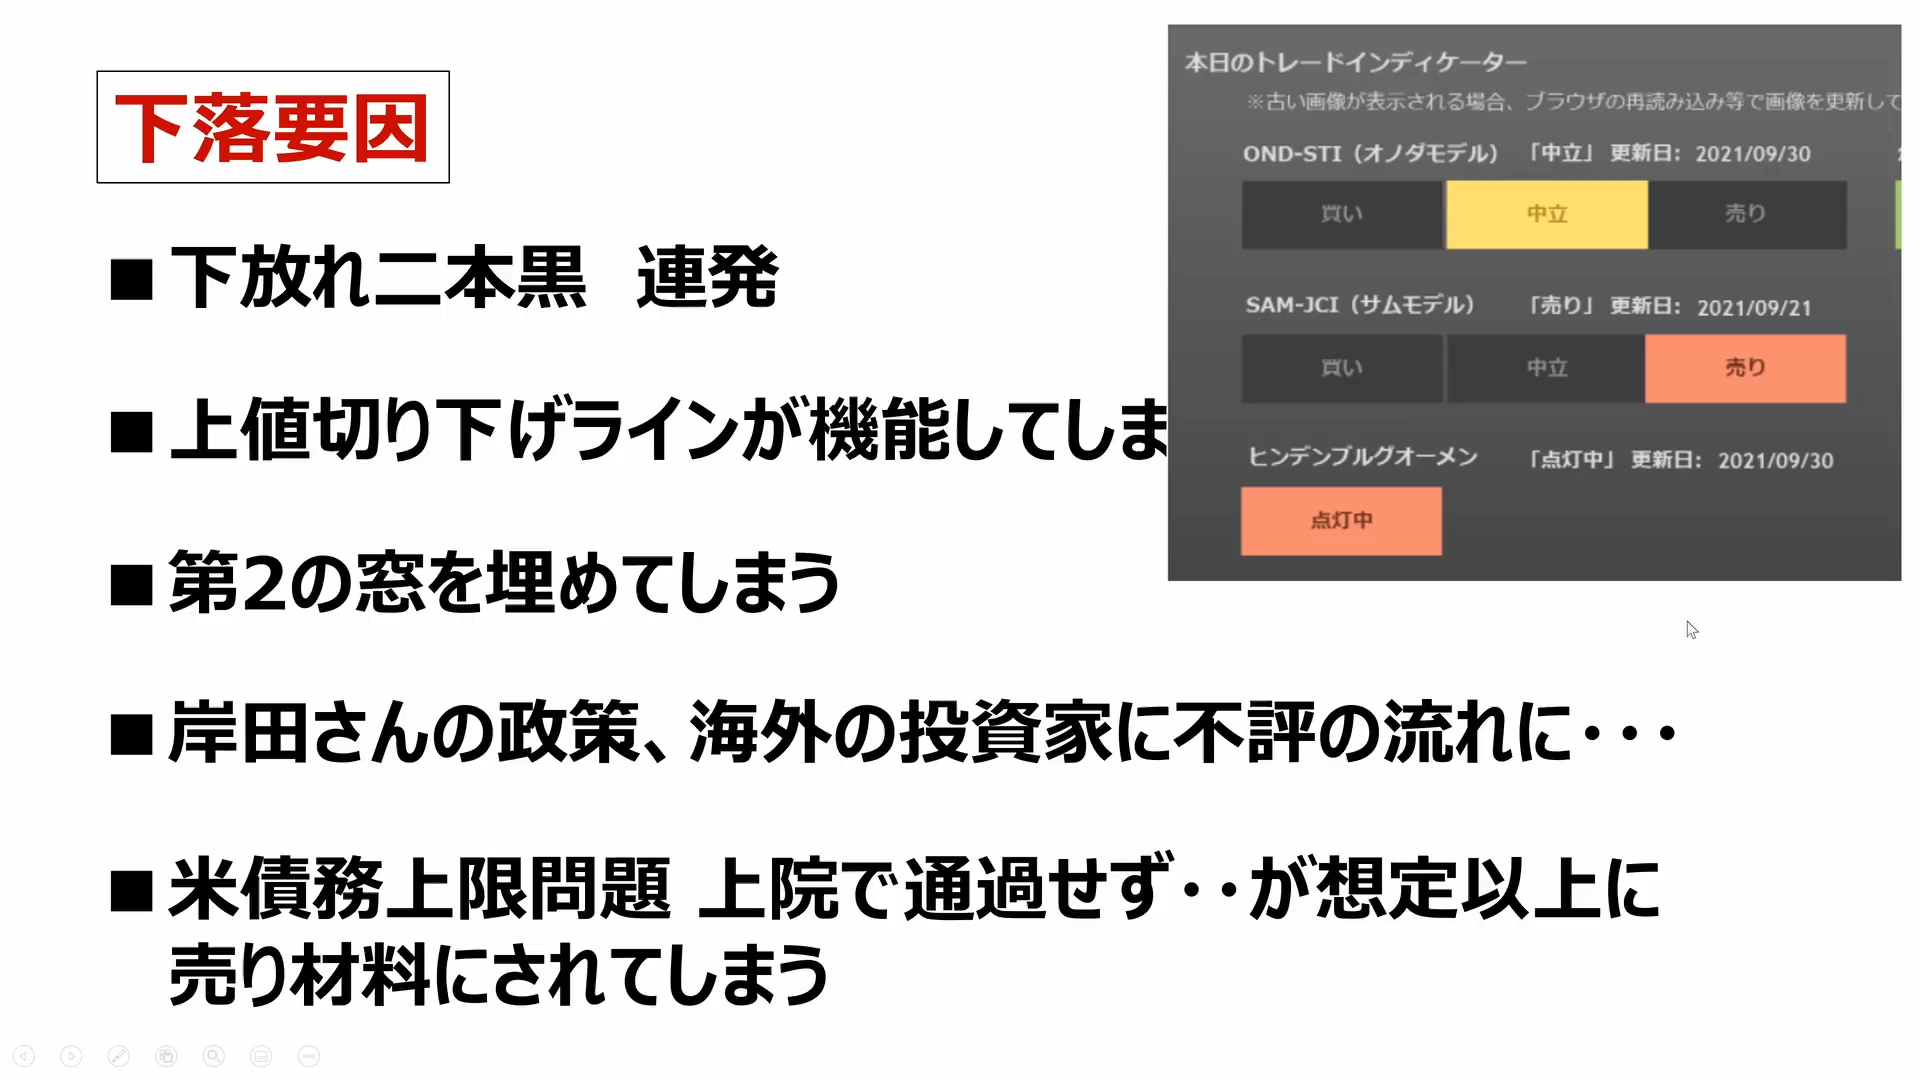 下落要因
■下放れ二本黒　連発
■上値切り下げラインが機能してしま
■第2の窓を埋めてしまう
■岸田さんの政策、海外の投資家に不評の流れに･･･
■米債務上限問題 上院で通過せず･･が想定以上に
売り材料にされてしまう
本日のトレードインディケーター
※古い画像が表示される場合、ブラウザの再読み込み等で画像を更新して
OND-STI（オノダモデル） 「中立」 更新日： 2021/09/30
買い 中立 売り
SAM-JCI（サムモデル） 「売り」 更新日： 2021/09/21
買い 中立 売り
ヒンデンブルグオーメン 「点灯中」 更新日： 2021/09/30
点灯中